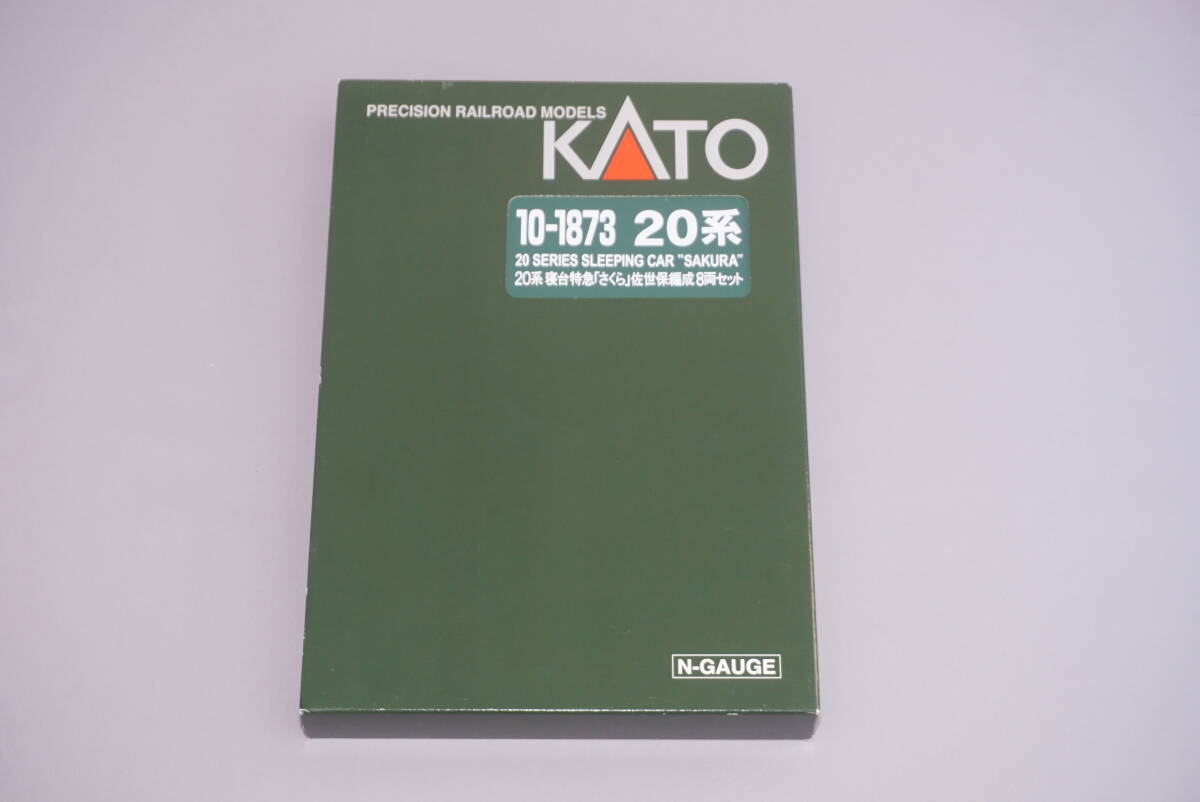 PRECISION RAILROAD MODELS
KATO
10-1873 20系
20 SERIES SLEEPING CAR "SAKURA"
20系 寝台特急「さくら」佐世保編成 8両セット
N-GAUGE